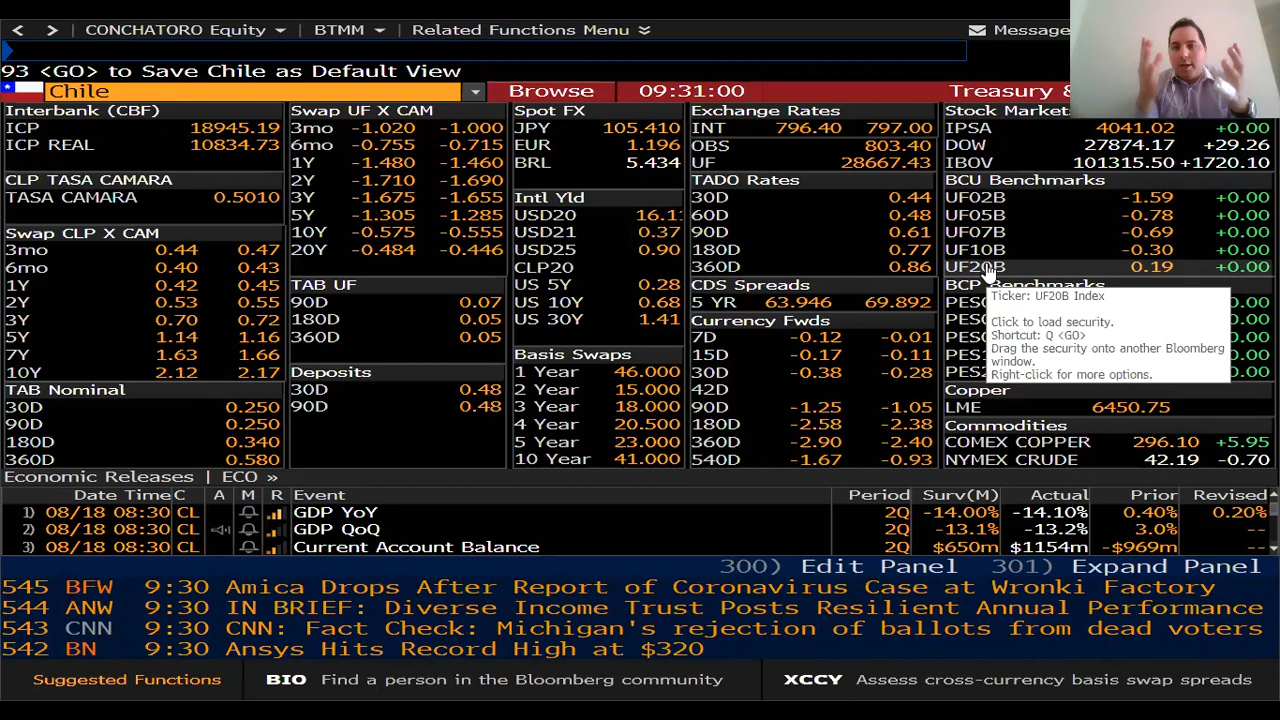 CONCHATORO Equity BTMM Related Functions Menu Message
93 <GO> to Save Chile as Default View
Chile Browse 09:31:00 Treasury &
Interbank (CBF)
ICP 18945.19
ICP REAL 10834.73
CLP TASA CAMARA
TASA CAMARA 0.5010
Swap CLP X CAM
3mo 0.44 0.47
6mo 0.40 0.43
1Y 0.42 0.45
2Y 0.53 0.55
3Y 0.70 0.72
5Y 1.14 1.16
7Y 1.63 1.66
10Y 2.12 2.17
TAB Nominal
30D 0.250
90D 0.250
180D 0.340
360D 0.580
Swap UF X CAM
3mo -1.020 -1.000
6mo -0.755 -0.715
1Y -1.480 -1.460
2Y -1.710 -1.690
3Y -1.675 -1.655
5Y -1.305 -1.285
10Y -0.575 -0.555
20Y -0.484 -0.446
TAB UF
90D 0.07
180D 0.05
360D 0.05
Deposits
30D 0.48
90D 0.48
Spot FX
JPY 105.410
EUR 1.196
BRL 5.434
Intl Yld
USD20 16.11
USD21 0.37
USD25 0.90
CLP20
US 5Y 0.28
US 10Y 0.68
US 30Y 1.41
Basis Swaps
1 Year 46.000
2 Year 15.000
3 Year 18.000
4 Year 20.500
5 Year 23.000
10 Year 41.000
Exchange Rates
INT 796.40 797.00
OBS 803.40
UF 28667.43
TADO Rates
30D 0.44
60D 0.48
90D 0.61
180D 0.77
360D 0.86
CDS Spreads
5 YR 63.946 69.892
Currency Fwds
7D -0.12 -0.01
15D -0.17 -0.11
30D -0.38 -0.28
42D
90D -1.25 -1.05
180D -2.58 -2.38
360D -2.90 -2.40
540D -1.67 -0.93
Stock Market
IPSA 4041.02 +0.00
DOW 27874.17 +29.26
IBOV 101315.50 +1720.10
BCU Benchmarks
UF02B -1.59 +0.00
UF05B -0.78 +0.00
UF07B -0.69 +0.00
UF10B -0.30 +0.00
UF20B 0.19 +0.00
BCP Benchmarks
Ticker: UF20B Index
Click to load security.
Shortcut: Q <GO>
Drag the security onto another Bloomberg
window.
Right-click for more options.
Copper
LME 6450.75
Commodities
COMEX COPPER 296.10 +5.95
NYMEX CRUDE 42.19 -0.70
Economic Releases | ECO »
Date Time C A M R Event Period Surv(M) Actual Prior Revised
1) 08/18 08:30 CL GDP YoY 2Q -14.00% -14.10% 0.40% 0.20%
2) 08/18 08:30 CL GDP QoQ 2Q -13.1% -13.2% 3.0% --
3) 08/18 08:30 CL Current Account Balance 2Q $650m $1154m -$969m --
300) Edit Panel 301) Expand Panel
545 BFW 9:30 Amica Drops After Report of Coronavirus Case at Wronki Factory
544 ANW 9:30 IN BRIEF: Diverse Income Trust Posts Resilient Annual Performance
543 CNN 9:30 CNN: Fact Check: Michigan's rejection of ballots from dead voters
542 BN 9:30 Ansys Hits Record High at $320
Suggested Functions BIO Find a person in the Bloomberg community XCCY Assess cross-currency basis swap spreads